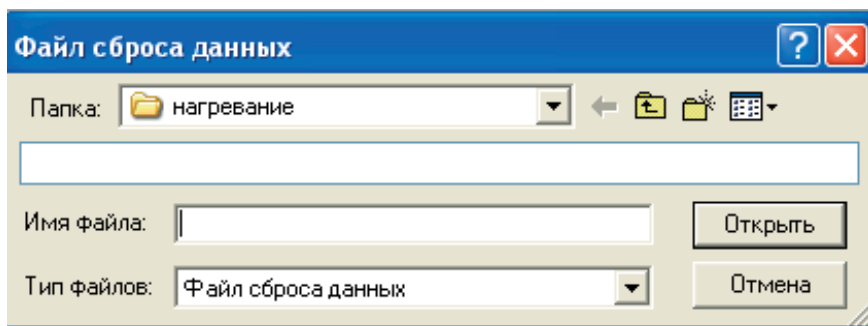 Файл сброса данных
Папка: нагревание
Имя файла: Открыть
Тип файлов: Файл сброса данных Отмена